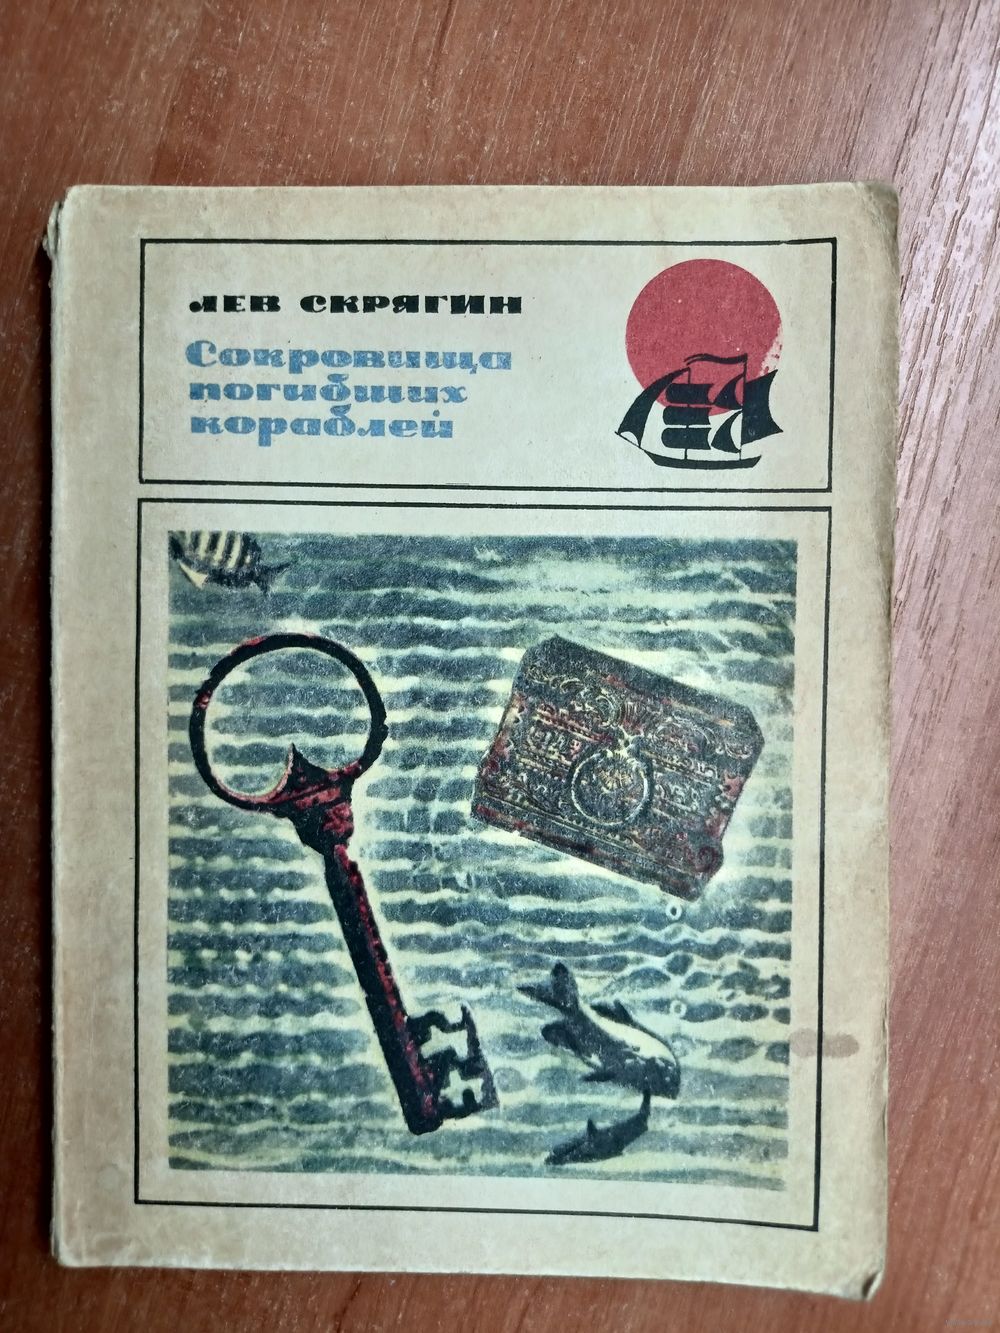 лев скрягин
Сокровища
погибших
кораблей